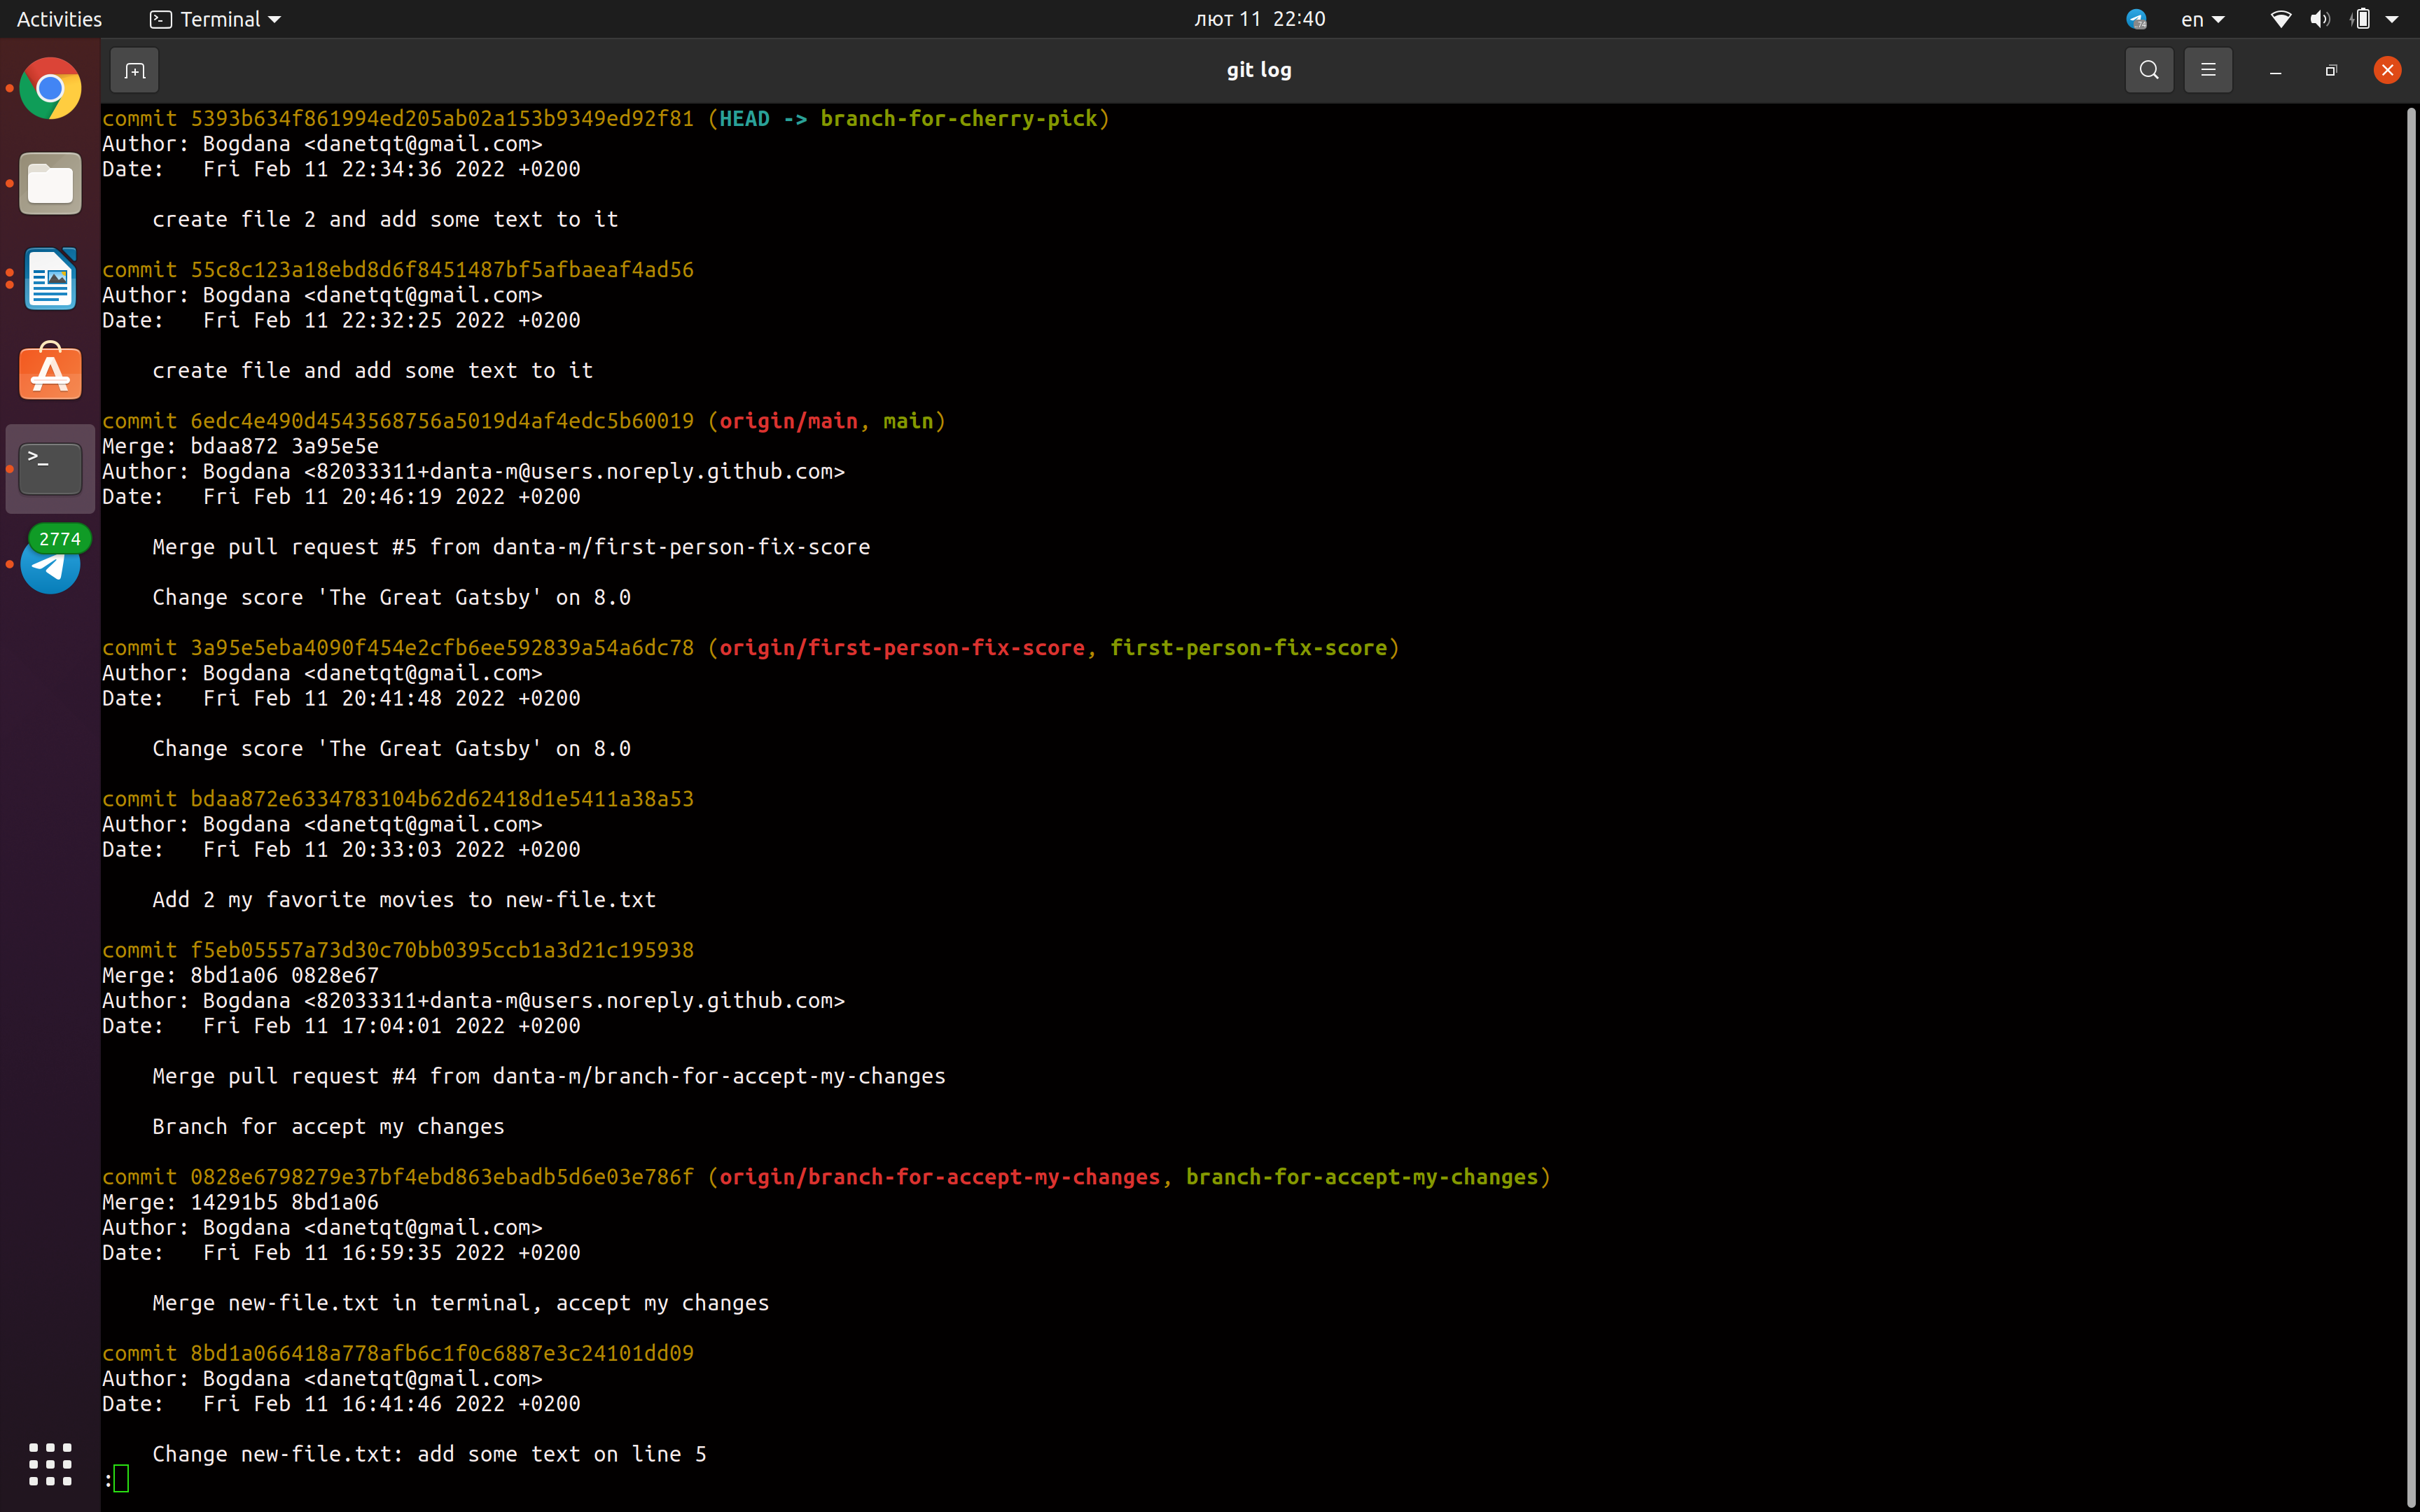 Activities
Terminal
лют 11 22:40
en
git log
commit 5393b634f861994ed205ab02a153b9349ed92f81 (HEAD -> branch-for-cherry-pick)
Author: Bogdana <danetqt@gmail.com>
Date:   Fri Feb 11 22:34:36 2022 +0200
    create file 2 and add some text to it
commit 55c8c123a18ebd8d6f8451487bf5afbaeaf4ad56
Author: Bogdana <danetqt@gmail.com>
Date:   Fri Feb 11 22:32:25 2022 +0200
    create file and add some text to it
commit 6edc4e490d4543568756a5019d4af4edc5b60019 (origin/main, main)
Merge: bdaa872 3a95e5e
Author: Bogdana <82033311+danta-m@users.noreply.github.com>
Date:   Fri Feb 11 20:46:19 2022 +0200
    Merge pull request #5 from danta-m/first-person-fix-score
    Change score 'The Great Gatsby' on 8.0
commit 3a95e5eba4090f454e2cfb6ee592839a54a6dc78 (origin/first-person-fix-score, first-person-fix-score)
Author: Bogdana <danetqt@gmail.com>
Date:   Fri Feb 11 20:41:48 2022 +0200
    Change score 'The Great Gatsby' on 8.0
commit bdaa872e6334783104b62d62418d1e5411a38a53
Author: Bogdana <danetqt@gmail.com>
Date:   Fri Feb 11 20:33:03 2022 +0200
    Add 2 my favorite movies to new-file.txt
commit f5eb05557a73d30c70bb0395ccb1a3d21c195938
Merge: 8bd1a06 0828e67
Author: Bogdana <82033311+danta-m@users.noreply.github.com>
Date:   Fri Feb 11 17:04:01 2022 +0200
    Merge pull request #4 from danta-m/branch-for-accept-my-changes
    Branch for accept my changes
commit 0828e6798279e37bf4ebd863ebadb5d6e03e786f (origin/branch-for-accept-my-changes, branch-for-accept-my-changes)
Merge: 14291b5 8bd1a06
Author: Bogdana <danetqt@gmail.com>
Date:   Fri Feb 11 16:59:35 2022 +0200
    Merge new-file.txt in terminal, accept my changes
commit 8bd1a066418a778afb6c1f0c6887e3c24101dd09
Author: Bogdana <danetqt@gmail.com>
Date:   Fri Feb 11 16:41:46 2022 +0200
    Change new-file.txt: add some text on line 5
:
2774